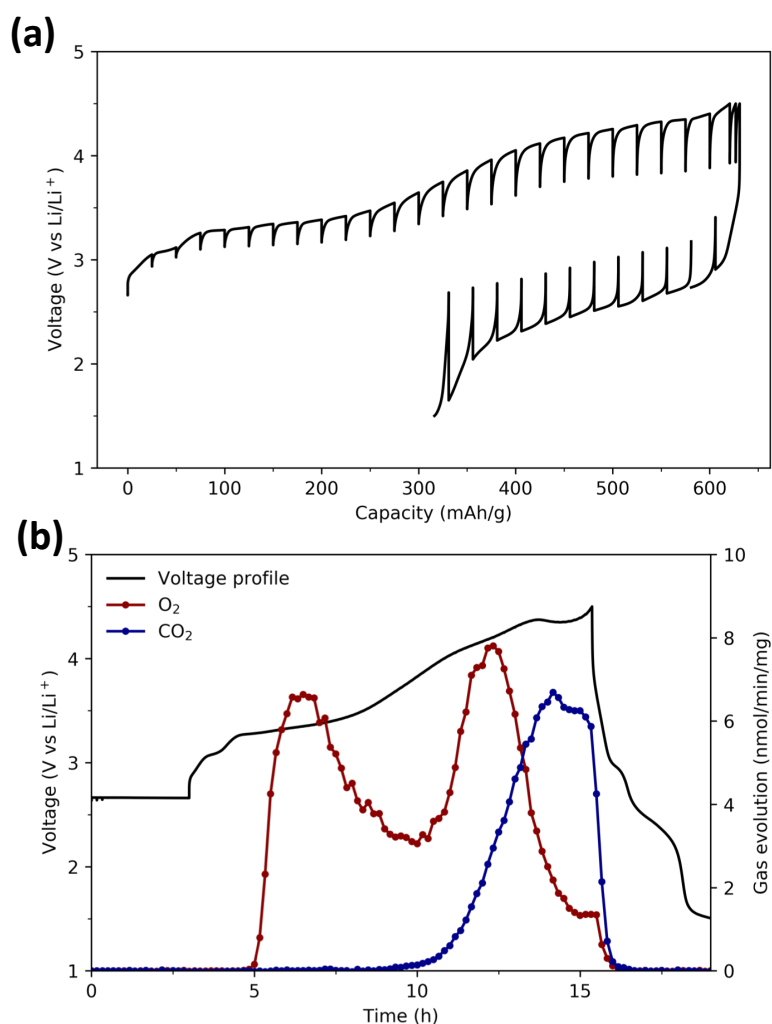 (a)
5
4
3
2
1
Voltage (V vs Li/Li⁺)
0 100 200 300 400 500 600
Capacity (mAh/g)
(b)
5
4
3
2
1
Voltage (V vs Li/Li⁺)
Voltage profile
O₂
CO₂
10
8
6
4
2
0
Gas evolution (nmol/min/mg)
0 5 10 15
Time (h)